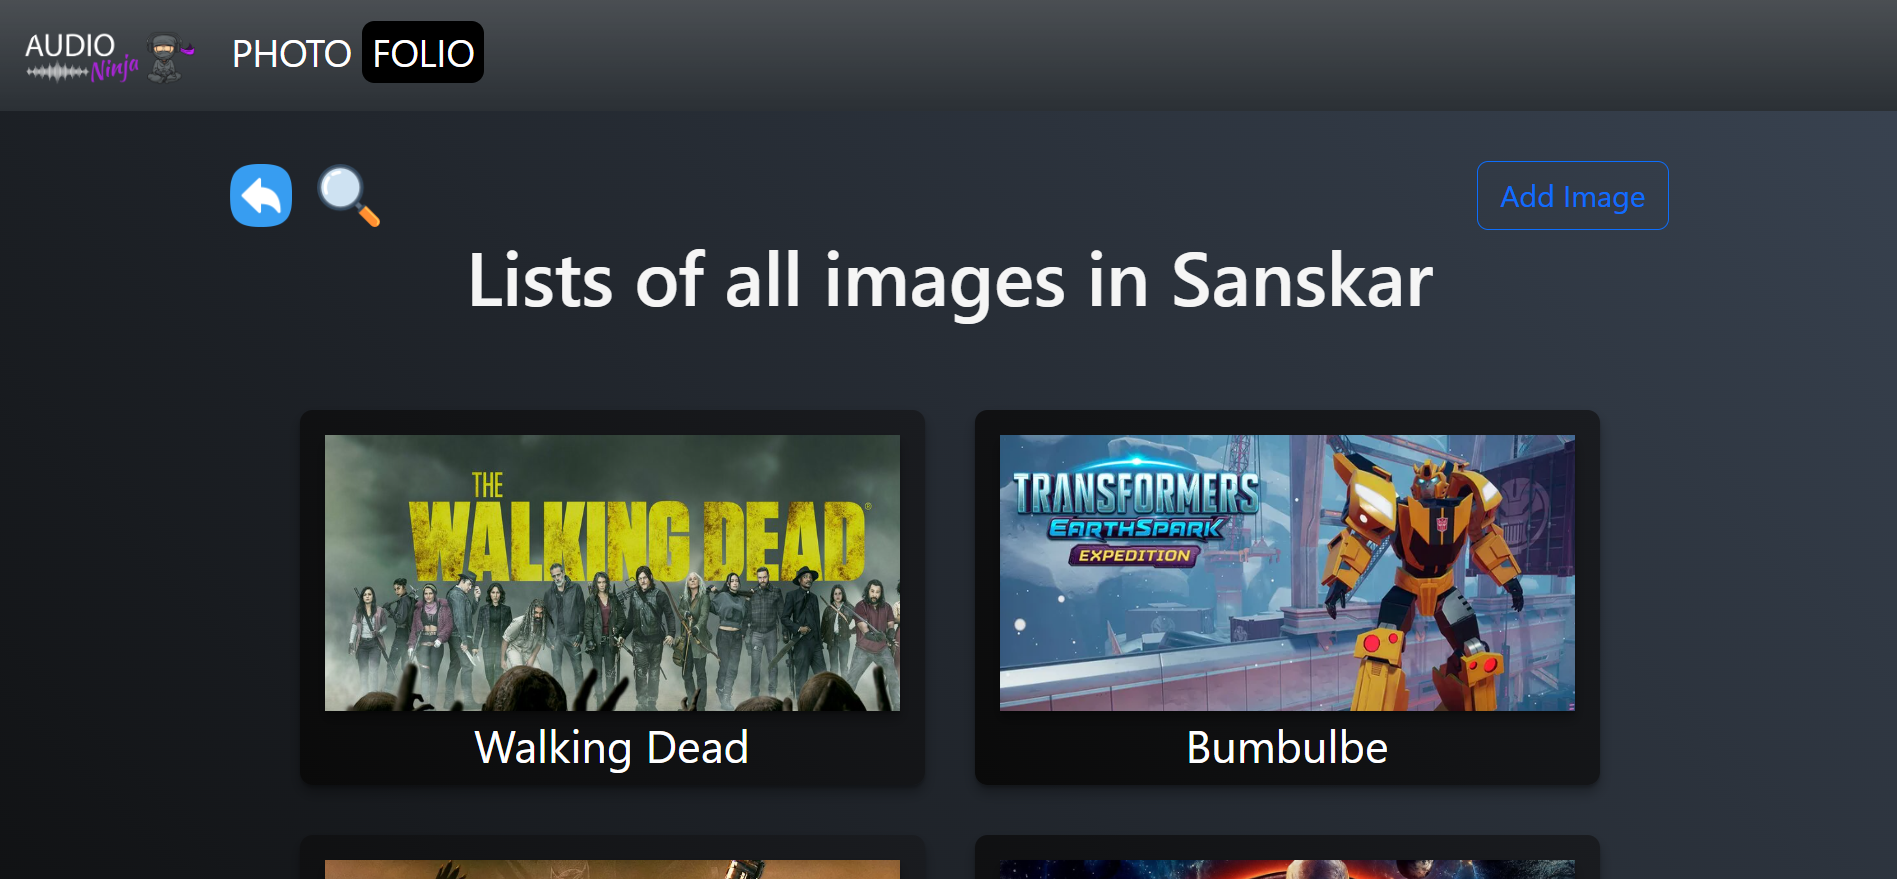 AUDIO
Ninja
PHOTO FOLIO
Add Image
Lists of all images in Sanskar
THE
WALKING DEAD
TRANSFORMERS
EARTHSPARK
EXPEDITION
Walking Dead
Bumbulbe